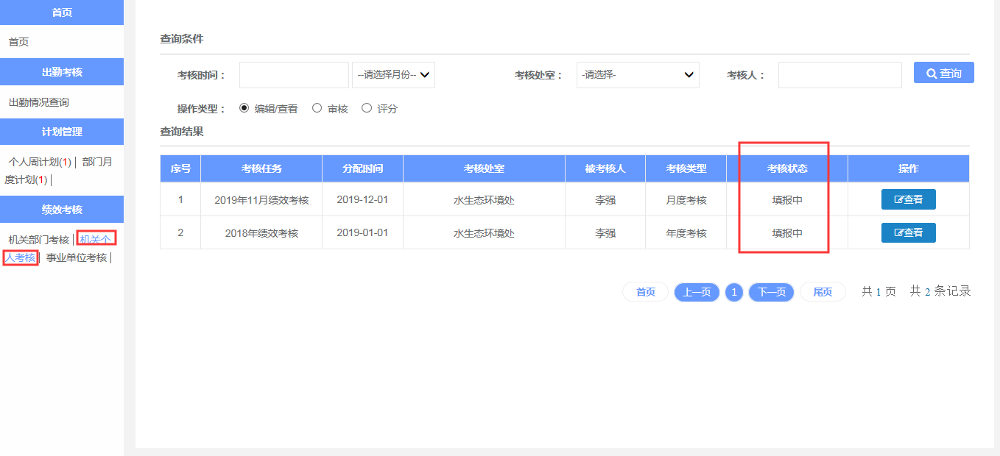 首页
首页
出勤考核
出勤情况查询
计划管理
个人周计划(1)│ 部门月
度计划(1)│
绩效考核
机关部门考核│ 机关个
人考核│ 事业单位考核│
查询条件
考核时间： --请选择月份-- 考核处室： -请选择- 考核人： 查询
操作类型： 编辑/查看 审核 评分
查询结果
序号 考核任务 分配时间 考核处室 被考核人 考核类型 考核状态 操作
1 2019年11月绩效考核 2019-12-01 水生态环境处 李强 月度考核 填报中 查看
2 2018年绩效考核 2019-01-01 水生态环境处 李强 年度考核 填报中 查看
首页 上一页 1 下一页 尾页 共 1 页 共 2 条记录